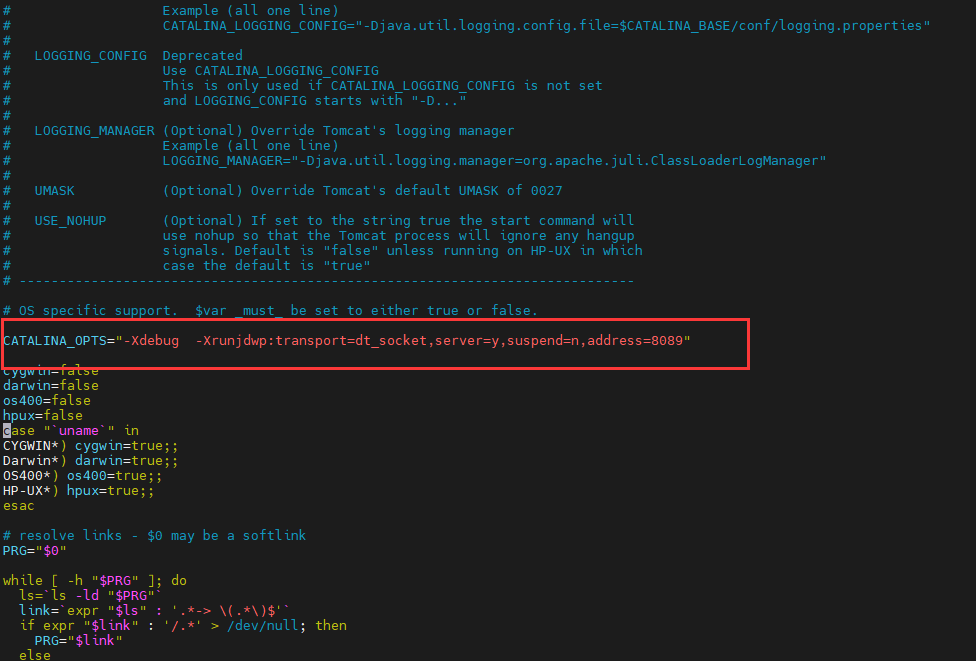 #                   Example (all one line)
#                   CATALINA_LOGGING_CONFIG="-Djava.util.logging.config.file=$CATALINA_BASE/conf/logging.properties"
#
#   LOGGING_CONFIG  Deprecated
#                   Use CATALINA_LOGGING_CONFIG
#                   This is only used if CATALINA_LOGGING_CONFIG is not set
#                   and LOGGING_CONFIG starts with "-D..."
#
#   LOGGING_MANAGER (Optional) Override Tomcat's logging manager
#                   Example (all one line)
#                   LOGGING_MANAGER="-Djava.util.logging.manager=org.apache.juli.ClassLoaderLogManager"
#
#   UMASK           (Optional) Override Tomcat's default UMASK of 0027
#
#   USE_NOHUP       (Optional) If set to the string true the start command will
#                   use nohup so that the Tomcat process will ignore any hangup
#                   signals. Default is "false" unless running on HP-UX in which
#                   case the default is "true"
# -----------------------------------------------------------------------------
# OS specific support.  $var _must_ be set to either true or false.
CATALINA_OPTS="-Xdebug  -Xrunjdwp:transport=dt_socket,server=y,suspend=n,address=8089"
cygwin=false
darwin=false
os400=false
hpux=false
case "`uname`" in
CYGWIN*) cygwin=true;;
Darwin*) darwin=true;;
OS400*) os400=true;;
HP-UX*) hpux=true;;
esac
# resolve links - $0 may be a softlink
PRG="$0"
while [ -h "$PRG" ]; do
  ls=`ls -ld "$PRG"`
  link=`expr "$ls" : '.*-> \(.*\)$'`
  if expr "$link" : '/.*' > /dev/null; then
    PRG="$link"
  else